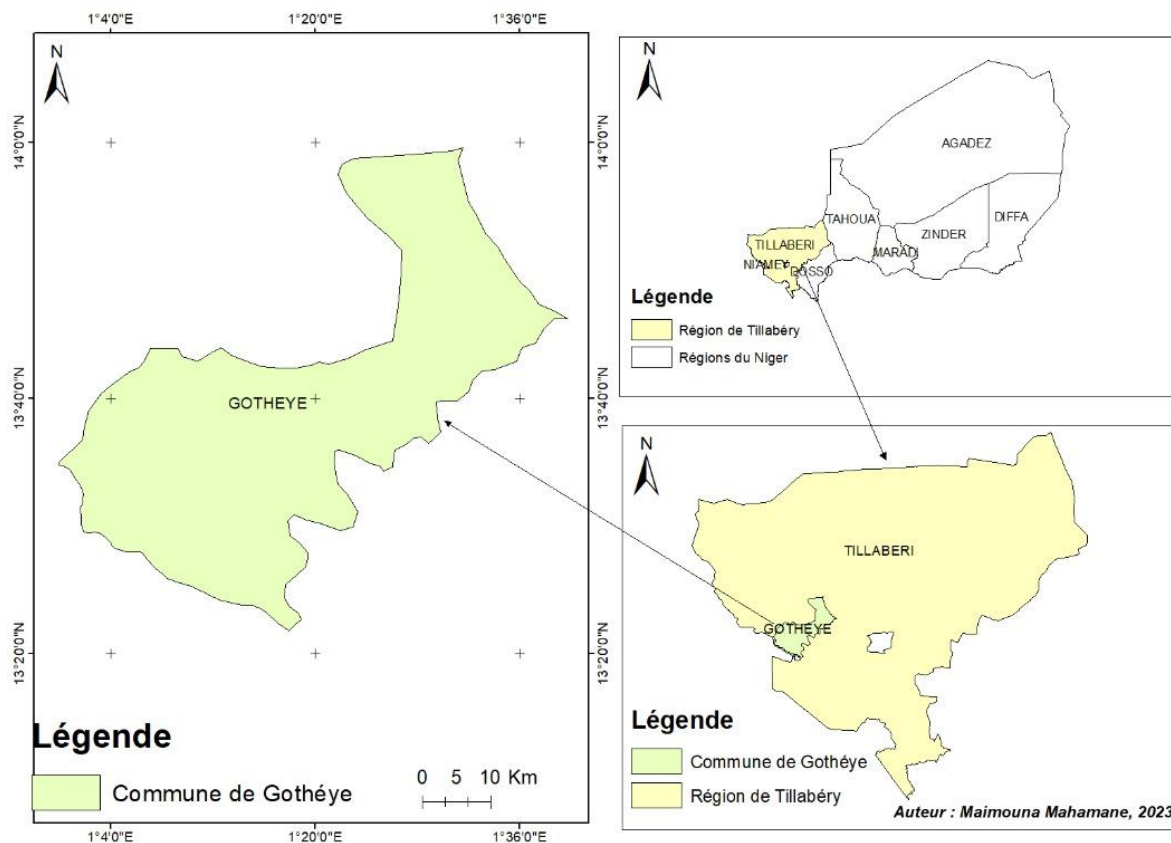 1°4'0"E 1°20'0"E 1°36'0"E
N
14°0'0"N
13°40'0"N
13°20'0"N
GOTHEYE
Légende
Commune de Gothéye
0 5 10 Km
14°0'0"N
13°40'0"N
13°20'0"N
1°4'0"E 1°20'0"E 1°36'0"E
N
AGADEZ
TAHOUA
DIFFA
ZINDER
MARADI
TILLABERI
NIAMEY
DOSSO
Légende
Région de Tillabéry
Régions du Niger
N
TILLABERI
GOTHEYE
Légende
Commune de Gothéye
Région de Tillabéry
Auteur : Maimouna Mahamane, 2023